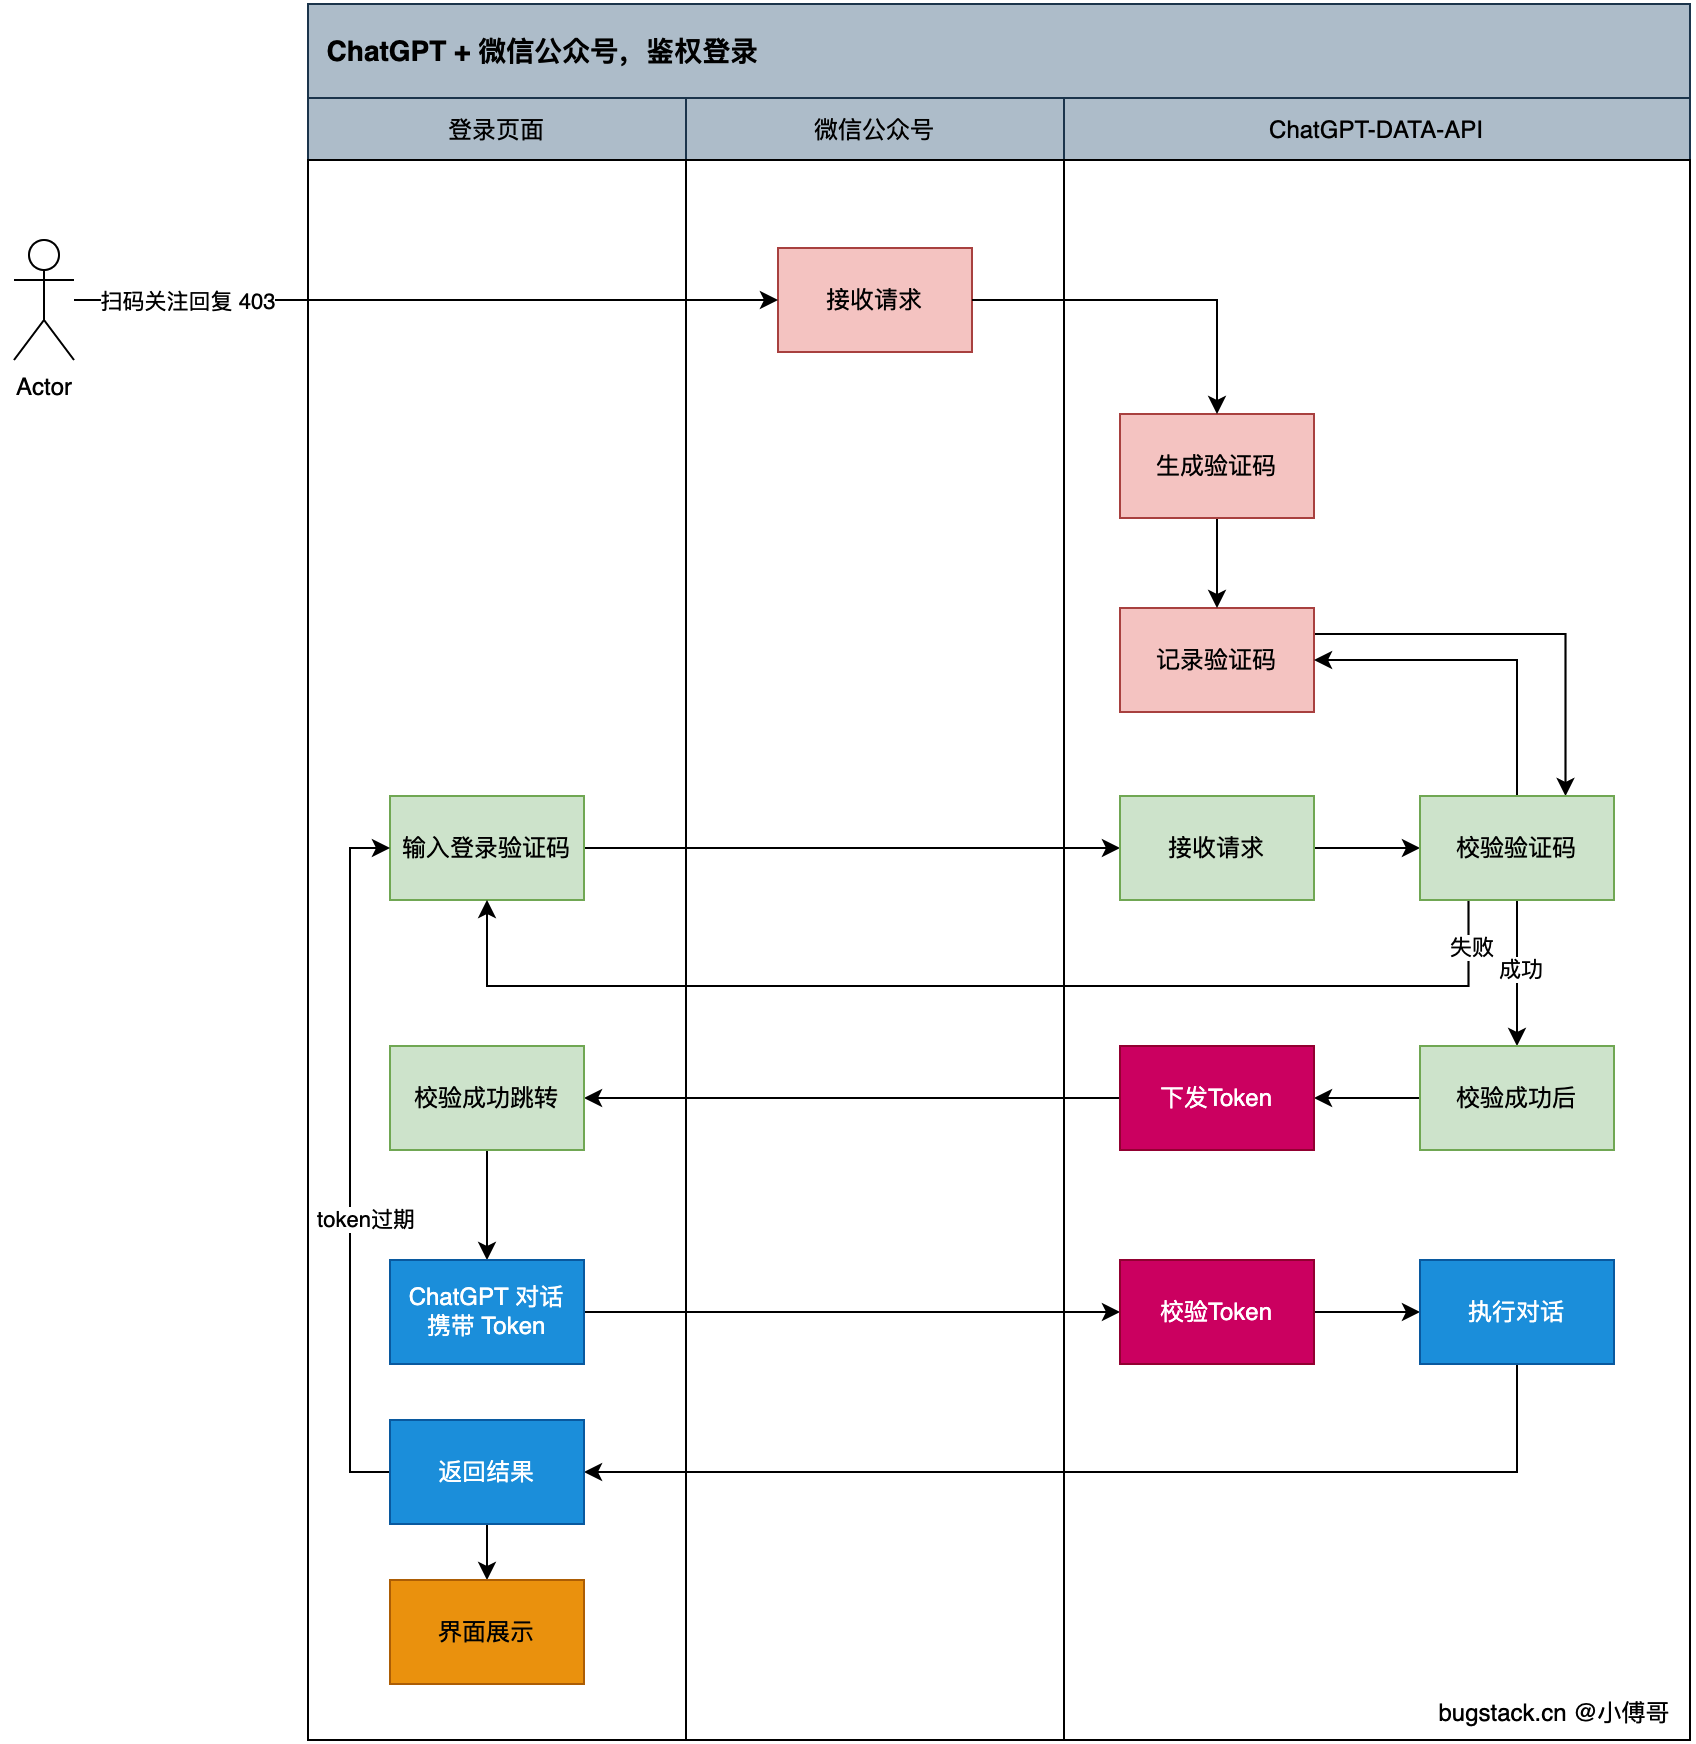 ChatGPT + 微信公众号，鉴权登录
登录页面
微信公众号
ChatGPT-DATA-API
扫码关注回复 403
Actor
接收请求
生成验证码
记录验证码
输入登录验证码
接收请求
校验验证码
失败
成功
校验成功跳转
下发Token
校验成功后
token过期
ChatGPT 对话
携带 Token
校验Token
执行对话
返回结果
界面展示
bugstack.cn @小傅哥